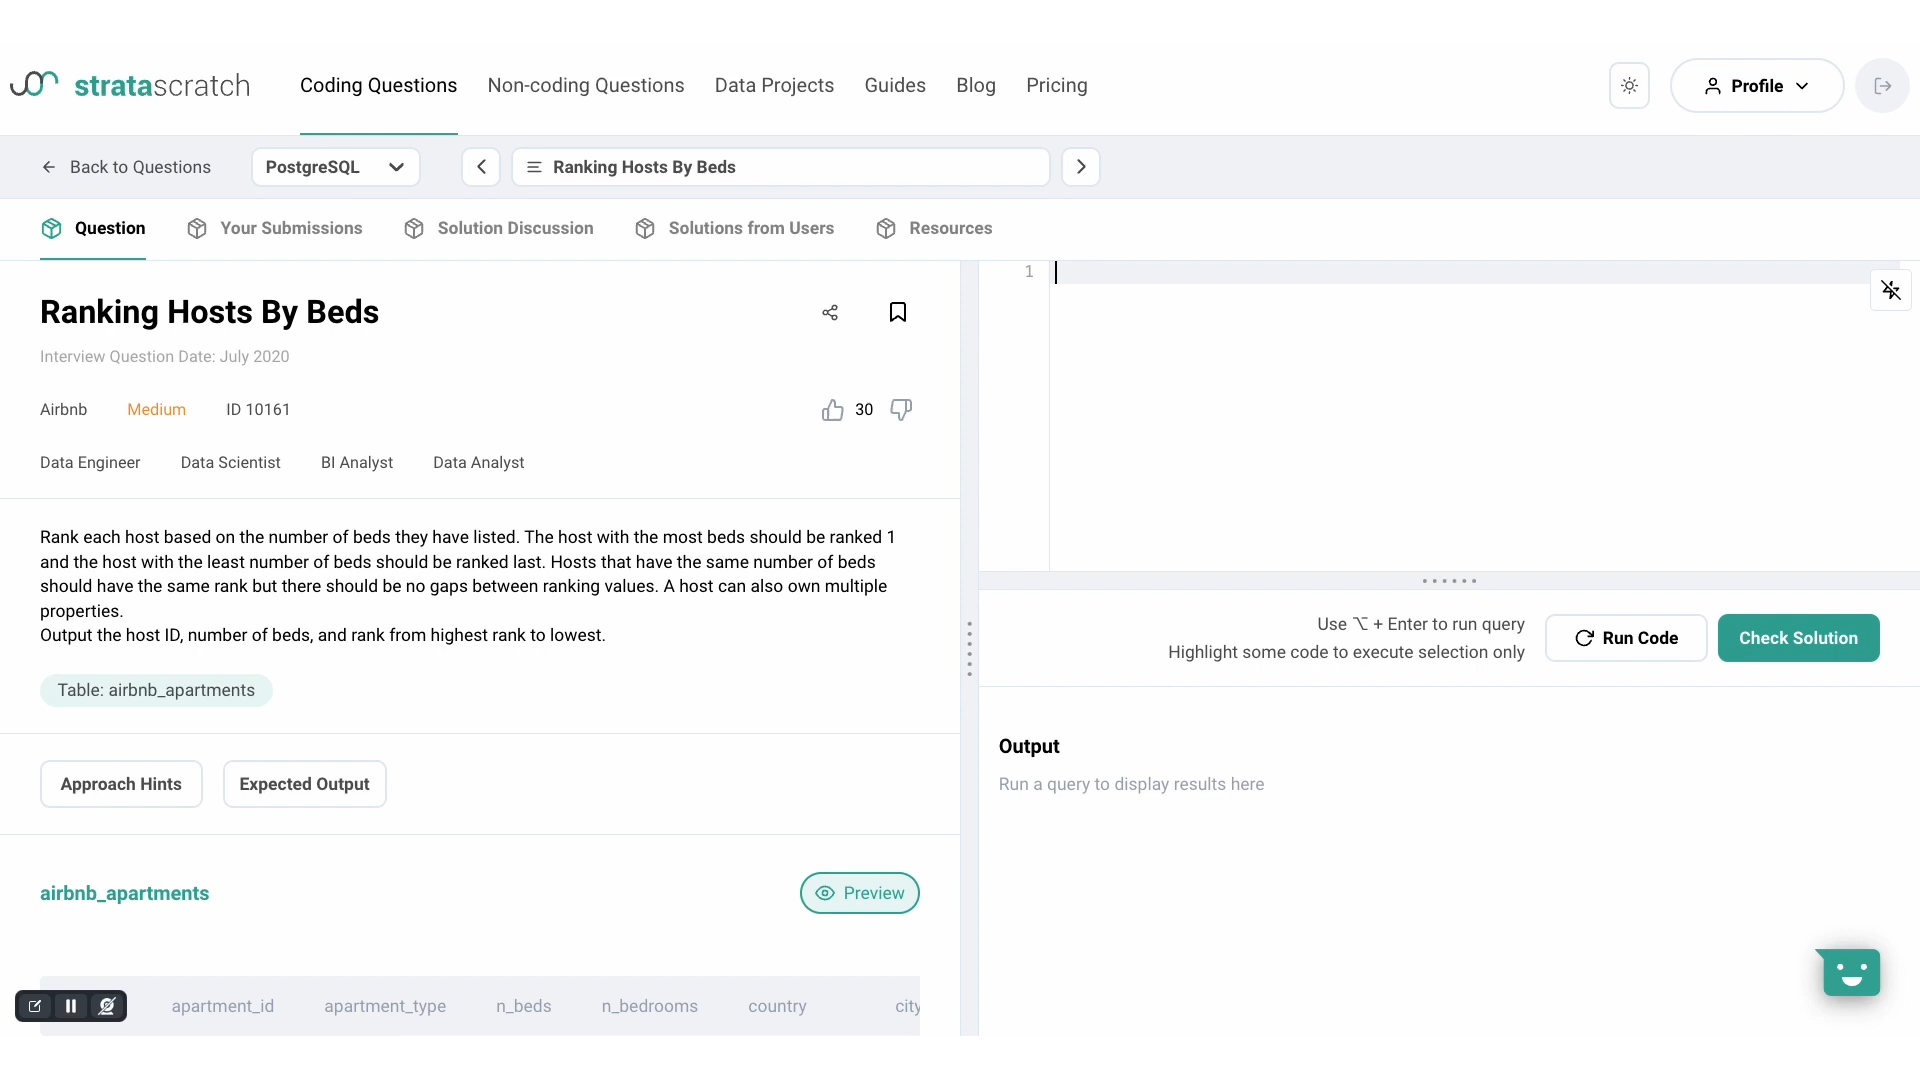 stratascratch
Coding Questions
Non-coding Questions
Data Projects
Guides
Blog
Pricing
Profile
Back to Questions
PostgreSQL
Ranking Hosts By Beds
Question
Your Submissions
Solution Discussion
Solutions from Users
Resources
Ranking Hosts By Beds
Interview Question Date: July 2020
Airbnb Medium ID 10161
30
Data Engineer Data Scientist BI Analyst Data Analyst
Rank each host based on the number of beds they have listed. The host with the most beds should be ranked 1
and the host with the least number of beds should be ranked last. Hosts that have the same number of beds
should have the same rank but there should be no gaps between ranking values. A host can also own multiple
properties.
Output the host ID, number of beds, and rank from highest rank to lowest.
Table: airbnb_apartments
Approach Hints
Expected Output
airbnb_apartments
Preview
apartment_id apartment_type n_beds n_bedrooms country city
1
Use ⌥ + Enter to run query
Highlight some code to execute selection only
Run Code
Check Solution
Output
Run a query to display results here